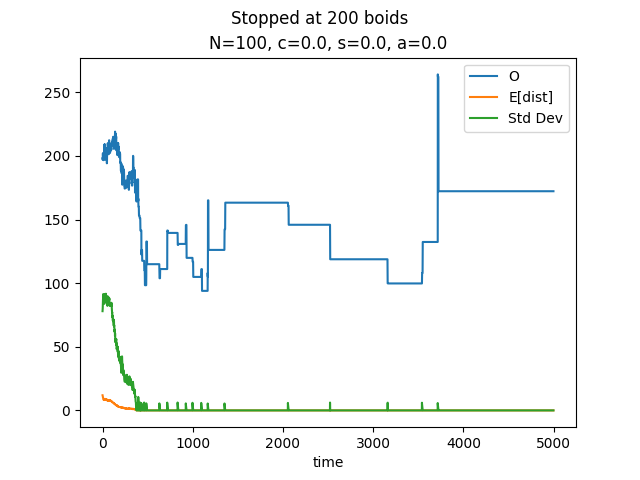 Stopped at 200 boids
N=100, c=0.0, s=0.0, a=0.0
O
E[dist]
Std Dev
250
200
150
100
50
0
0 1000 2000 3000 4000 5000
time